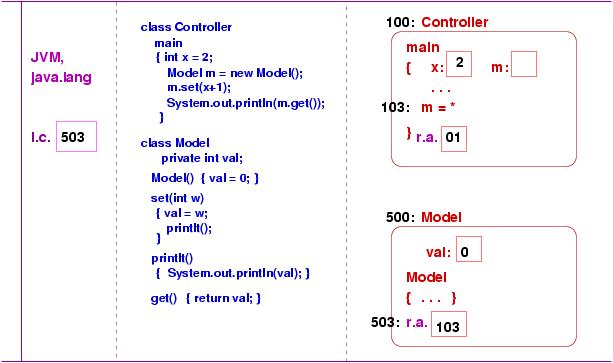 JVM,
java.lang
I.c. 503
class Controller
main
{ int x = 2;
Model m = new Model();
m.set(x+1);
System.out.println(m.get());
}
class Model
private int val;
Model() { val = 0; }
set(int w)
{ val = w;
printIt();
}
printIt()
{ System.out.println(val); }
get() { return val; }
100: Controller
main
{ x: 2 m:
. . .
103: m = *
} r.a. 01
500: Model
val: 0
Model
{ . . . }
503: r.a. 103